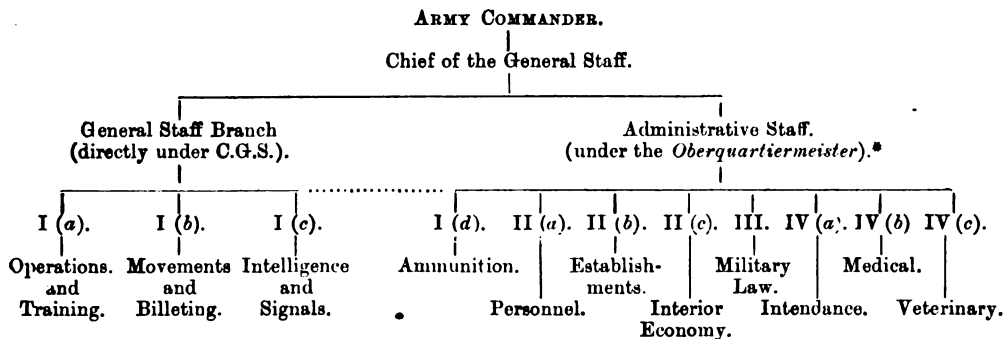 ARMY COMMANDER.
Chief of the General Staff.
General Staff Branch
(directly under C.G.S.).
Administrative Staff.
(under the Oberquartiermeister).*
I (a). I (b). I (c). I (d). II (a). II (b). II (c). III. IV (a). IV (b) IV (c).
Operations.
and
Training.
Movements
and
Billeting.
Intelligence
and
Signals.
Ammunition.
Personnel.
Establish-
ments.
Interior
Economy.
Military
Law.
Intendance.
Medical.
Veterinary.